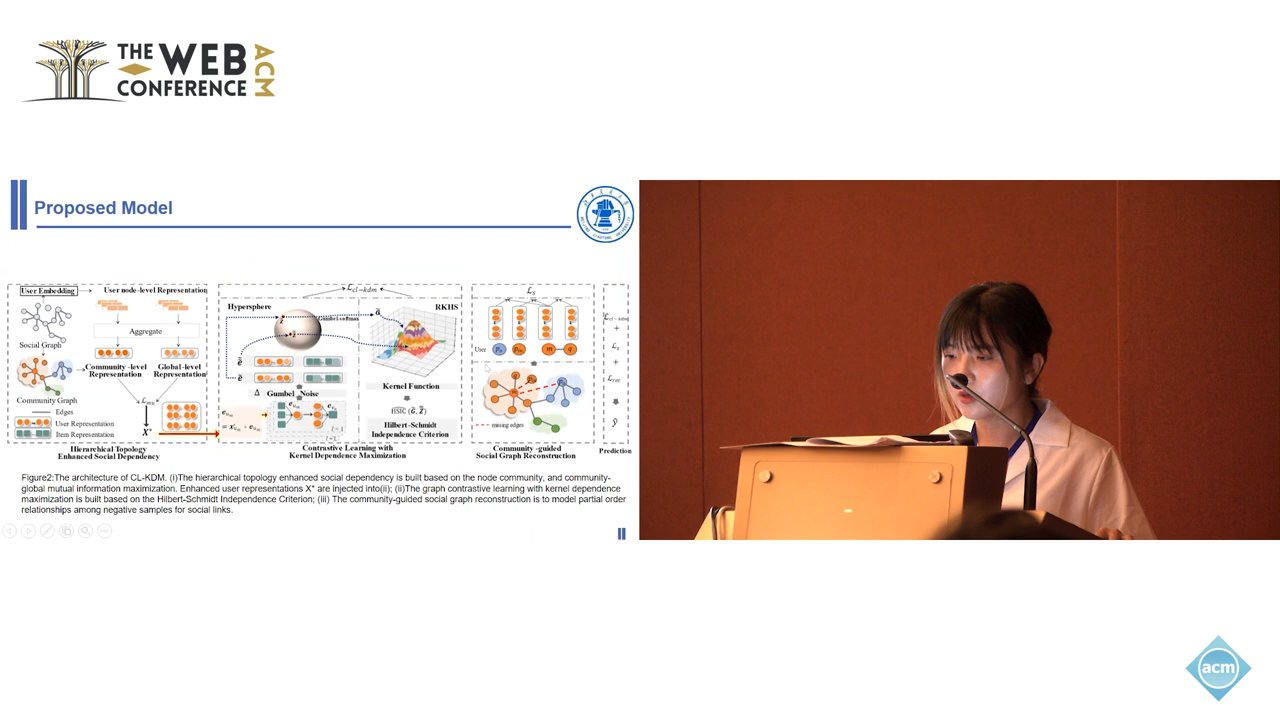 THE WEB
CONFERENCE
ACM
Proposed Model
User Embedding
User node-level Representation
Social Graph
Aggregate
Community -level
Representation
Global-level
Representation
Community Graph
Edges
User Representation
Item Representation
X*
Hierarchical Topology
Enhanced Social Dependency
Hypersphere
RKHS
Gumbel Noise
Kernel Function
Hilbert-Schmidt
Independence Criterion
Contrastive Learning with
Kernel Dependence Maximization
User
missing edges
Community -guided
Social Graph Reconstruction
Prediction
Figure2:The architecture of CL-KDM. (i)The hierarchical topology enhanced social dependency is built based on the node community, and community-
global mutual information maximization. Enhanced user representations X* are injected into(ii); (ii)The graph contrastive learning with kernel dependence
maximization is built based on the Hilbert-Schmidt Independence Criterion; (iii) The community-guided social graph reconstruction is to model partial order
relationships among negative samples for social links.
acm